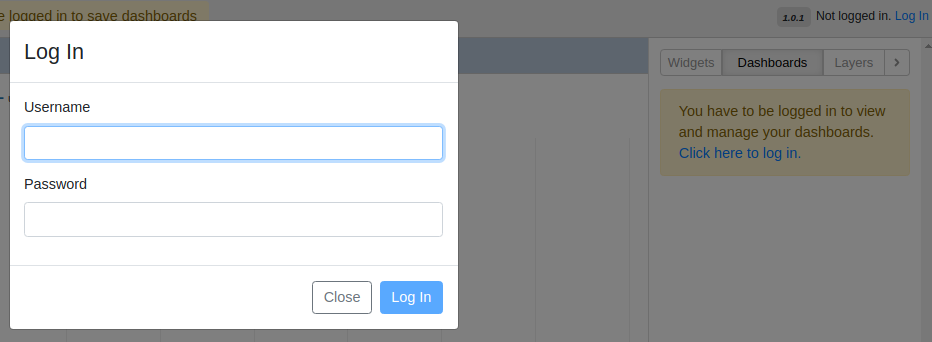 e logged in to save dashboards
1.0.1 Not logged in. Log In
Log In
Widgets Dashboards Layers
Username
You have to be logged in to view
and manage your dashboards.
Click here to log in.
Password
Close Log In